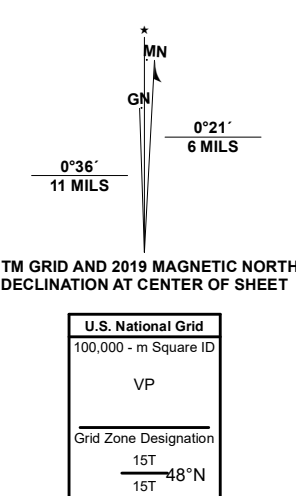 ★
MN
GN
0°21´
6 MILS
0°36´
11 MILS
TM GRID AND 2019 MAGNETIC NORTH
DECLINATION AT CENTER OF SHEET
U.S. National Grid
100,000 - m Square ID
VP
Grid Zone Designation
15T
48°N
15T